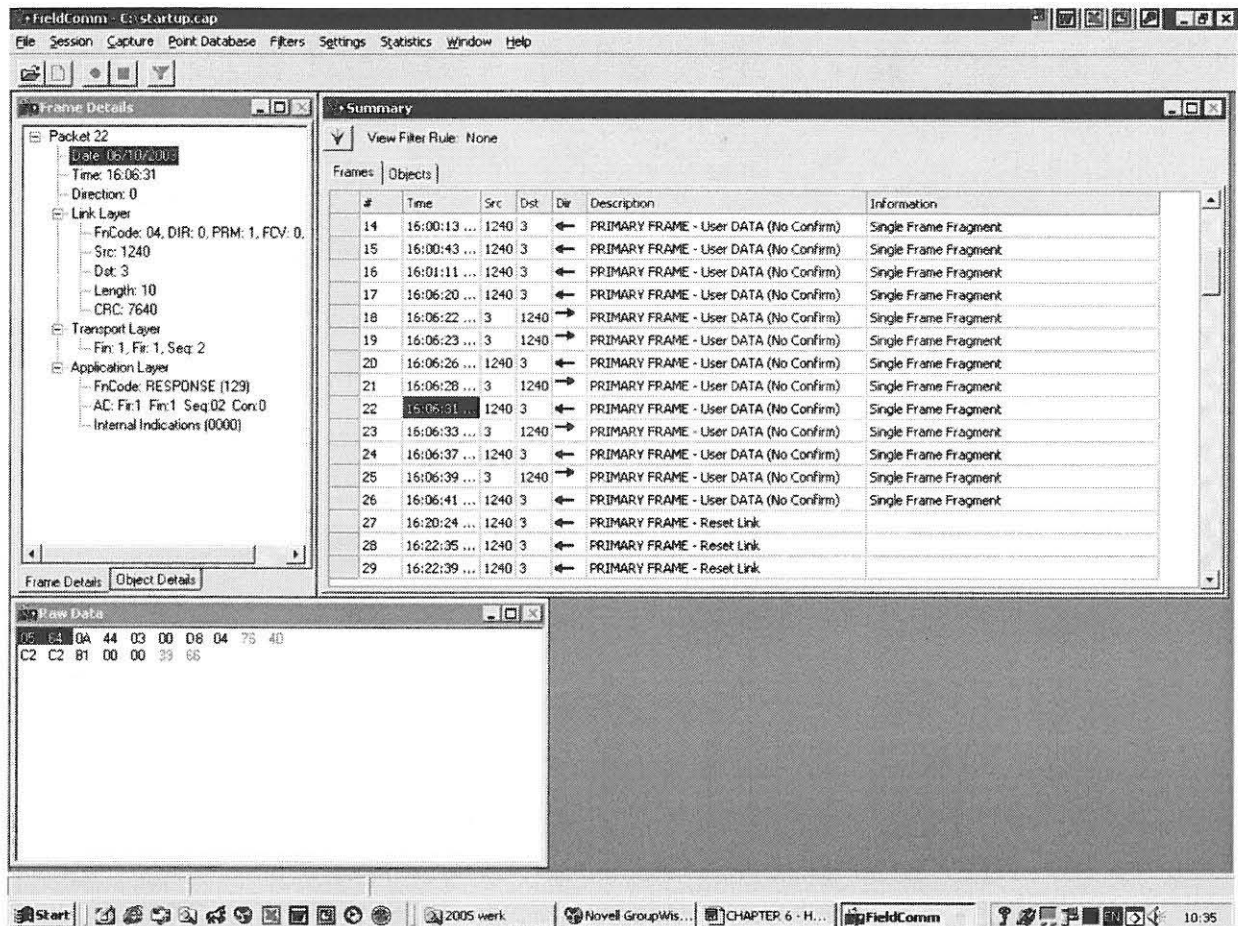 FieldComm - C:\startup.cap
File Session Capture Point Database Filters Settings Statistics Window Help
Frame Details
Packet 22
Date: 06/10/2003
Time: 16:06:31
Direction: 0
Link Layer
FnCode: 04, DIR: 0, PRM: 1, FCV: 0,
Src: 1240
Dst: 3
Length: 10
CRC: 7640
Transport Layer
Fin: 1, Fir: 1, Seq: 2
Application Layer
FnCode: RESPONSE (129)
AC: Fir:1 Fin:1 Seq:02 Con:0
Internal Indications (0000)
Frame Details Object Details
Summary
View Filter Rule: None
Frames Objects
# Time Src Dst Dir Description Information
14 16:00:13 ... 1240 3 PRIMARY FRAME - User DATA (No Confirm) Single Frame Fragment
15 16:00:43 ... 1240 3 PRIMARY FRAME - User DATA (No Confirm) Single Frame Fragment
16 16:01:11 ... 1240 3 PRIMARY FRAME - User DATA (No Confirm) Single Frame Fragment
17 16:06:20 ... 1240 3 PRIMARY FRAME - User DATA (No Confirm) Single Frame Fragment
18 16:06:22 ... 3 1240 PRIMARY FRAME - User DATA (No Confirm) Single Frame Fragment
19 16:06:23 ... 3 1240 PRIMARY FRAME - User DATA (No Confirm) Single Frame Fragment
20 16:06:26 ... 1240 3 PRIMARY FRAME - User DATA (No Confirm) Single Frame Fragment
21 16:06:28 ... 3 1240 PRIMARY FRAME - User DATA (No Confirm) Single Frame Fragment
22 16:06:31 ... 1240 3 PRIMARY FRAME - User DATA (No Confirm) Single Frame Fragment
23 16:06:33 ... 3 1240 PRIMARY FRAME - User DATA (No Confirm) Single Frame Fragment
24 16:06:37 ... 1240 3 PRIMARY FRAME - User DATA (No Confirm) Single Frame Fragment
25 16:06:39 ... 3 1240 PRIMARY FRAME - User DATA (No Confirm) Single Frame Fragment
26 16:06:41 ... 1240 3 PRIMARY FRAME - User DATA (No Confirm) Single Frame Fragment
27 16:20:24 ... 1240 3 PRIMARY FRAME - Reset Link
28 16:22:35 ... 1240 3 PRIMARY FRAME - Reset Link
29 16:22:39 ... 1240 3 PRIMARY FRAME - Reset Link
Raw Data
05 64 0A 44 03 00 D8 04 76 40
C2 C2 81 00 00 39 66
Start 2005 werk Novell GroupWis... CHAPTER 6 - H... FieldComm EN 10:35